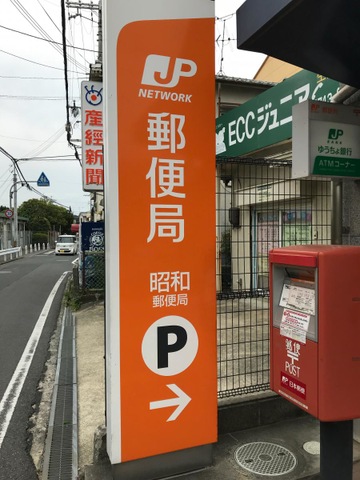 JP
NETWORK
郵便局
昭和
郵便局
P
産経新聞
ECCジュニア
JP
ゆうちょ銀行
ATMコーナー
郵便
POST
JP 日本郵便
BOSS